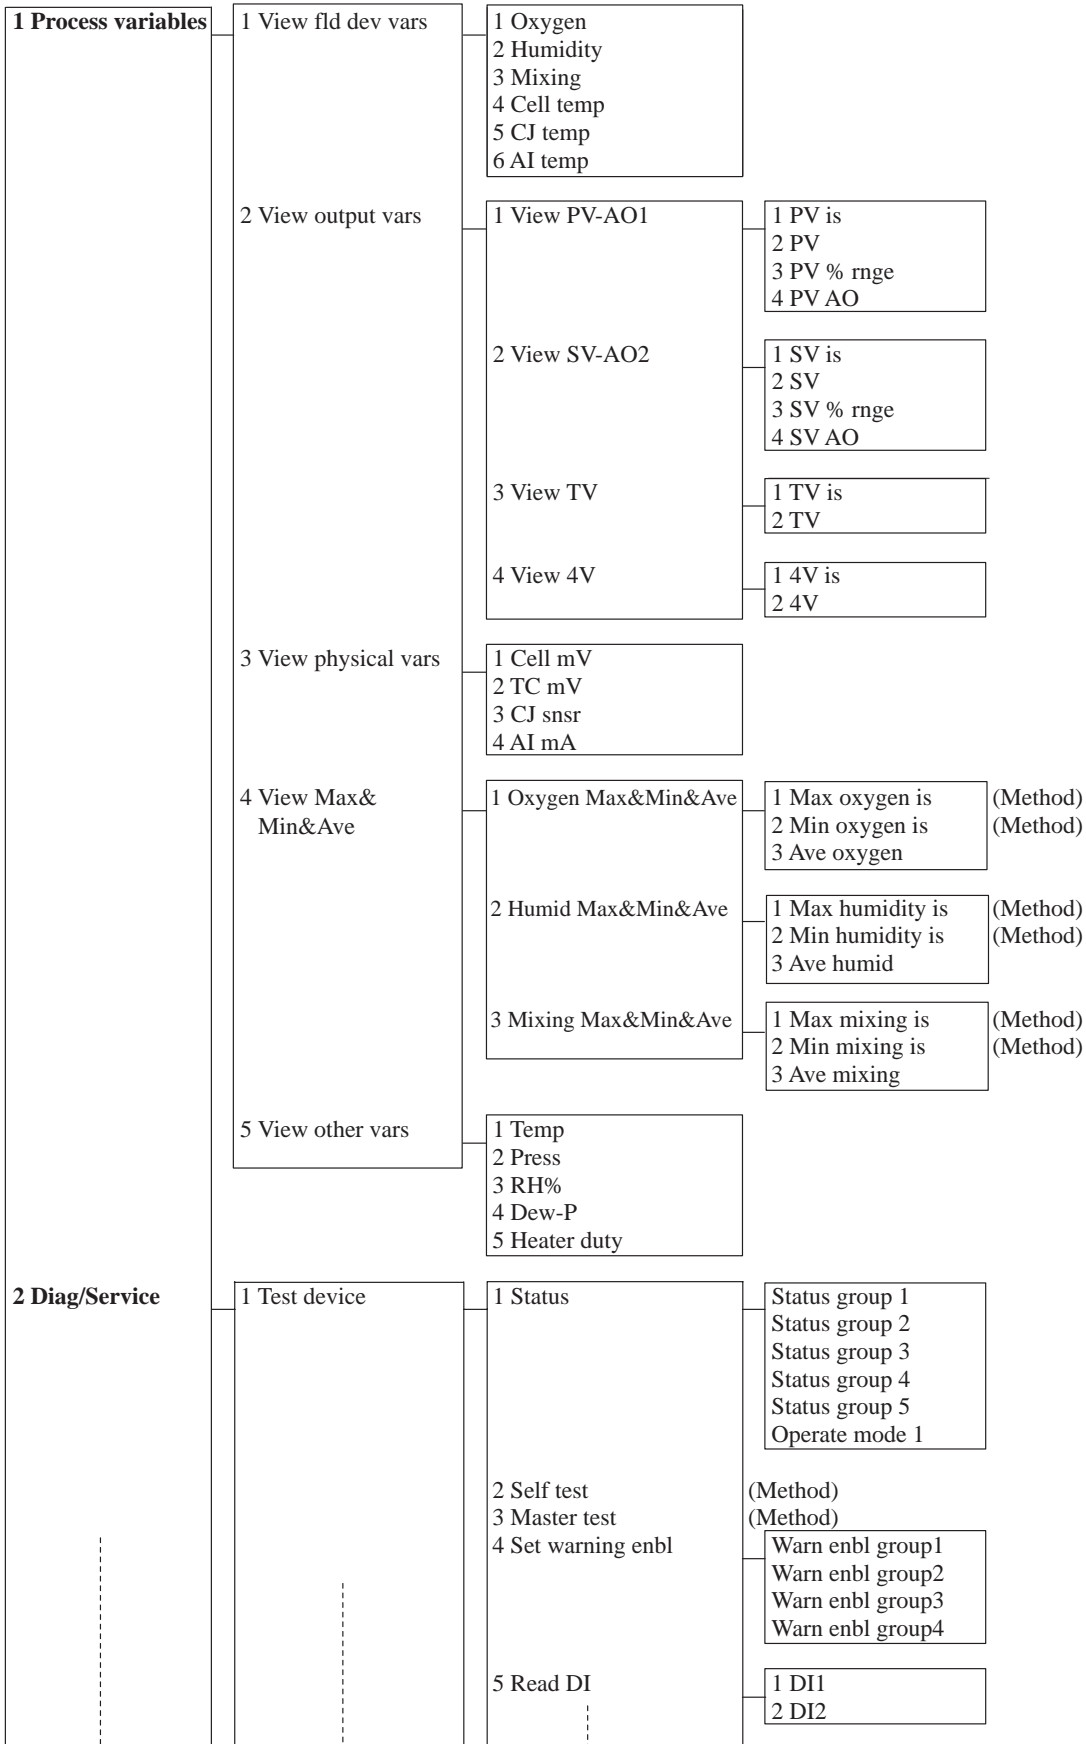 1 Process variables
1 View fld dev vars
1 Oxygen
2 Humidity
3 Mixing
4 Cell temp
5 CJ temp
6 AI temp
2 View output vars
1 View PV-AO1
1 PV is
2 PV
3 PV % rnge
4 PV AO
2 View SV-AO2
1 SV is
2 SV
3 SV % rnge
4 SV AO
3 View TV
1 TV is
2 TV
4 View 4V
1 4V is
2 4V
3 View physical vars
1 Cell mV
2 TC mV
3 CJ snsr
4 AI mA
4 View Max&
Min&Ave
1 Oxygen Max&Min&Ave
1 Max oxygen is (Method)
2 Min oxygen is (Method)
3 Ave oxygen
2 Humid Max&Min&Ave
1 Max humidity is (Method)
2 Min humidity is (Method)
3 Ave humid
3 Mixing Max&Min&Ave
1 Max mixing is (Method)
2 Min mixing is (Method)
3 Ave mixing
5 View other vars
1 Temp
2 Press
3 RH%
4 Dew-P
5 Heater duty
2 Diag/Service
1 Test device
1 Status
Status group 1
Status group 2
Status group 3
Status group 4
Status group 5
Operate mode 1
2 Self test (Method)
3 Master test (Method)
4 Set warning enbl
Warn enbl group1
Warn enbl group2
Warn enbl group3
Warn enbl group4
5 Read DI
1 DI1
2 DI2